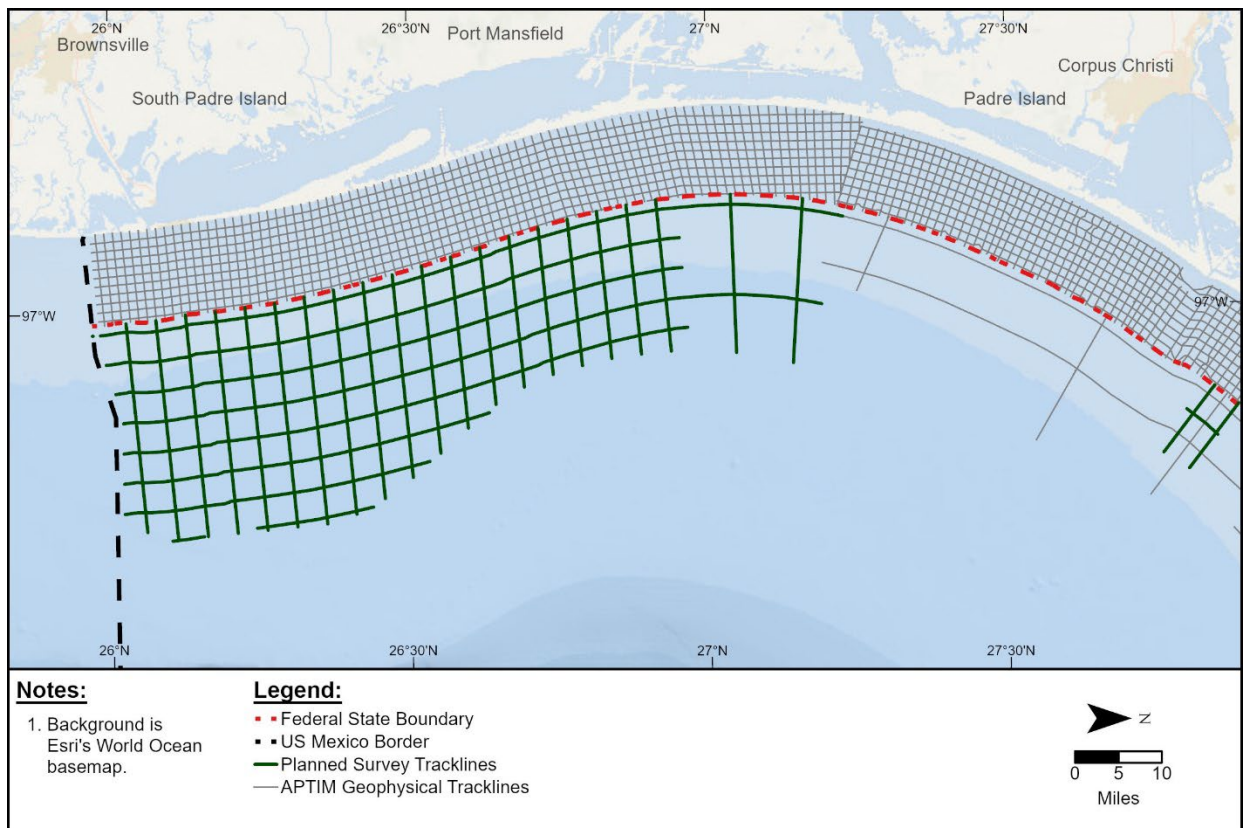 26°N
26°30'N
27°N
27°30'N
Brownsville
Port Mansfield
Corpus Christi
South Padre Island
Padre Island
97°W
97°W
26°N
26°30'N
27°N
27°30'N
Notes:
1. Background is
Esri's World Ocean
basemap.
Legend:
Federal State Boundary
US Mexico Border
Planned Survey Tracklines
APTIM Geophysical Tracklines
N
0 5 10
Miles